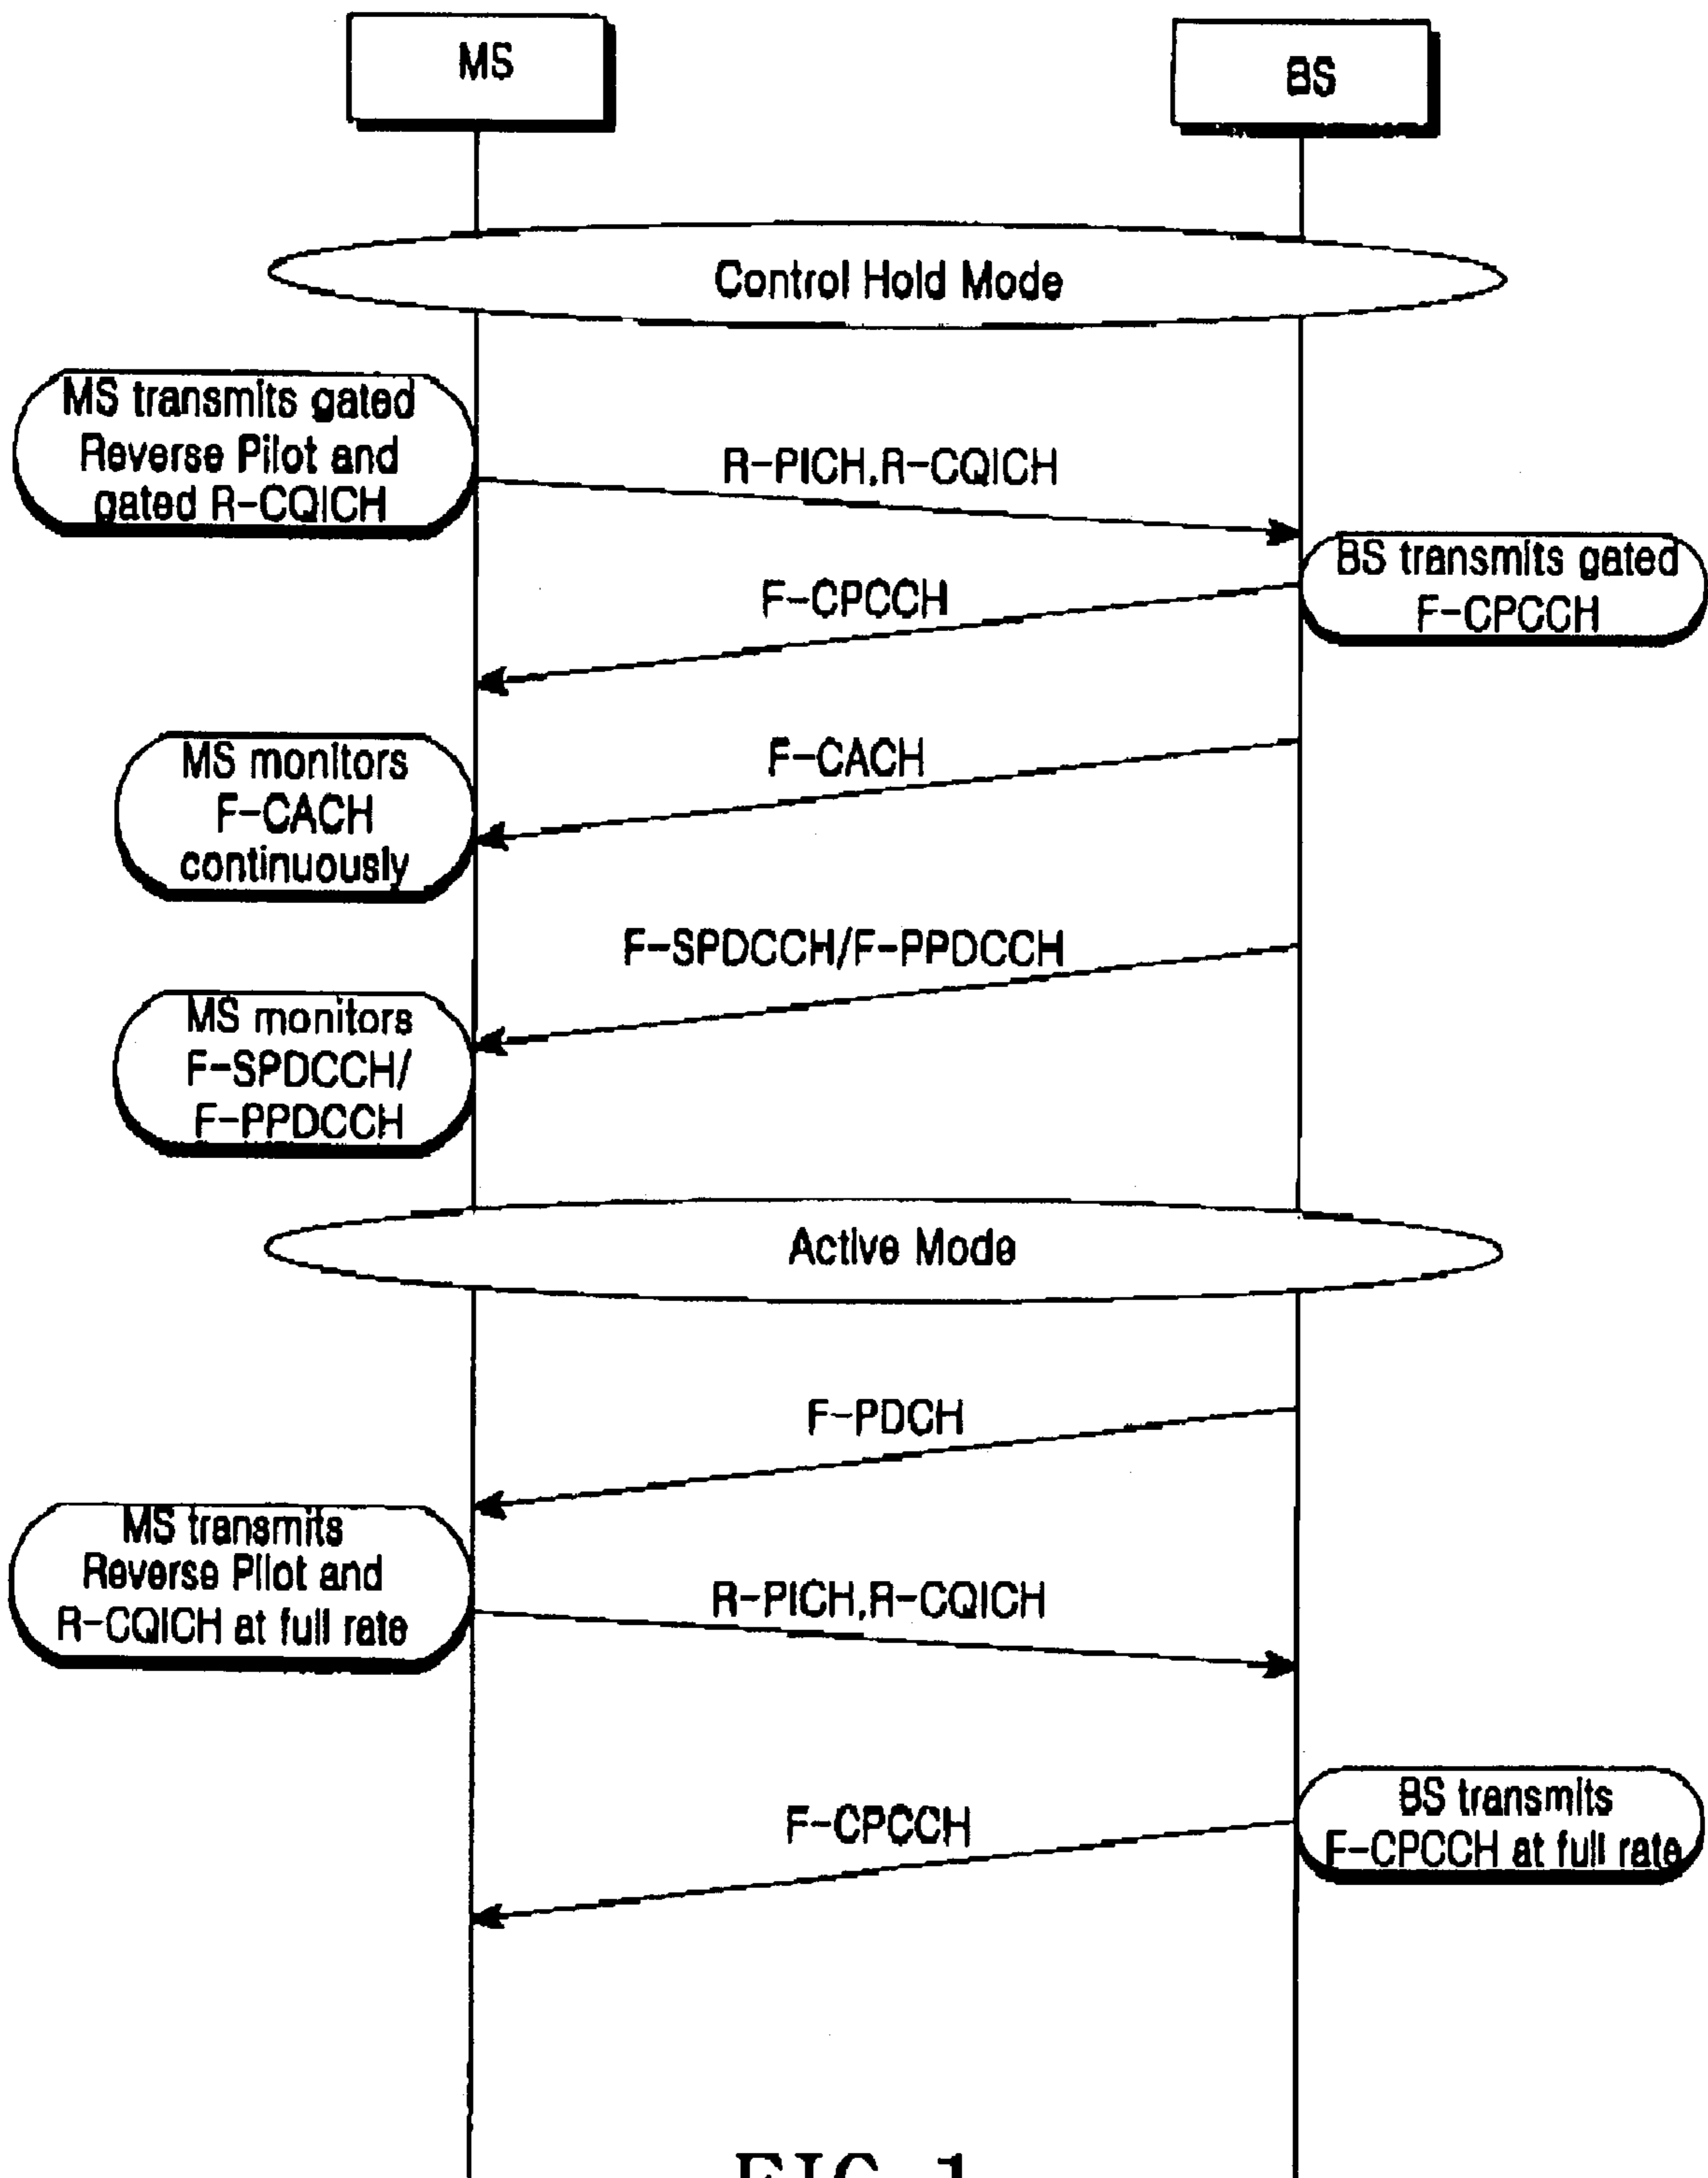 MS
BS
Control Hold Mode
MS transmits gated
Reverse Pilot and
gated R-CQICH
R-PICH,R-CQICH
BS transmits gated
F-CPCCH
F-CPCCH
MS monitors
F-CACH
continuously
F-CACH
F-SPDCCH/F-PPDCCH
MS monitors
F-SPDCCH/
F-PPDCCH
Active Mode
F-PDCH
MS transmits
Reverse Pilot and
R-CQICH at full rate
R-PICH,R-CQICH
BS transmits
F-CPCCH at full rate
F-CPCCH
FIG. 1